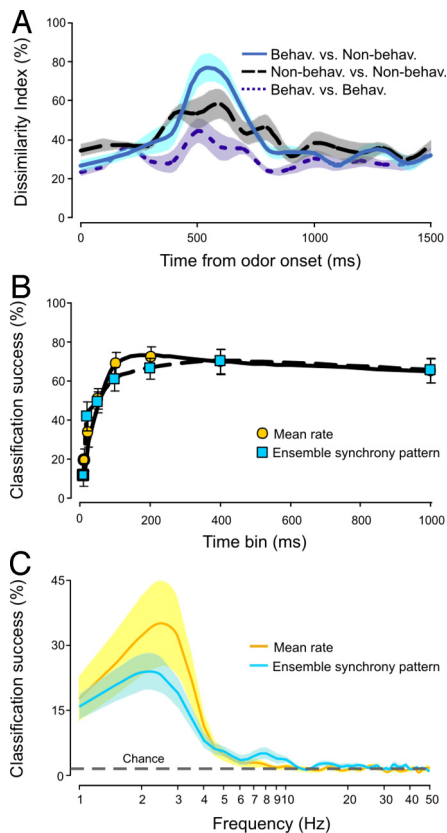 A
Dissimilarity Index (%)
100
80
60
40
20
0
Behav. vs. Non-behav.
Non-behav. vs. Non-behav.
Behav. vs. Behav.
0 500 1000 1500
Time from odor onset (ms)
B
Classification success (%)
100
80
60
40
20
0
Mean rate
Ensemble synchrony pattern
0 200 400 600 800 1000
Time bin (ms)
C
Classification success (%)
45
30
15
0
Mean rate
Ensemble synchrony pattern
Chance
1 2 3 4 5 6 7 8 910 20 30 40 50
Frequency (Hz)